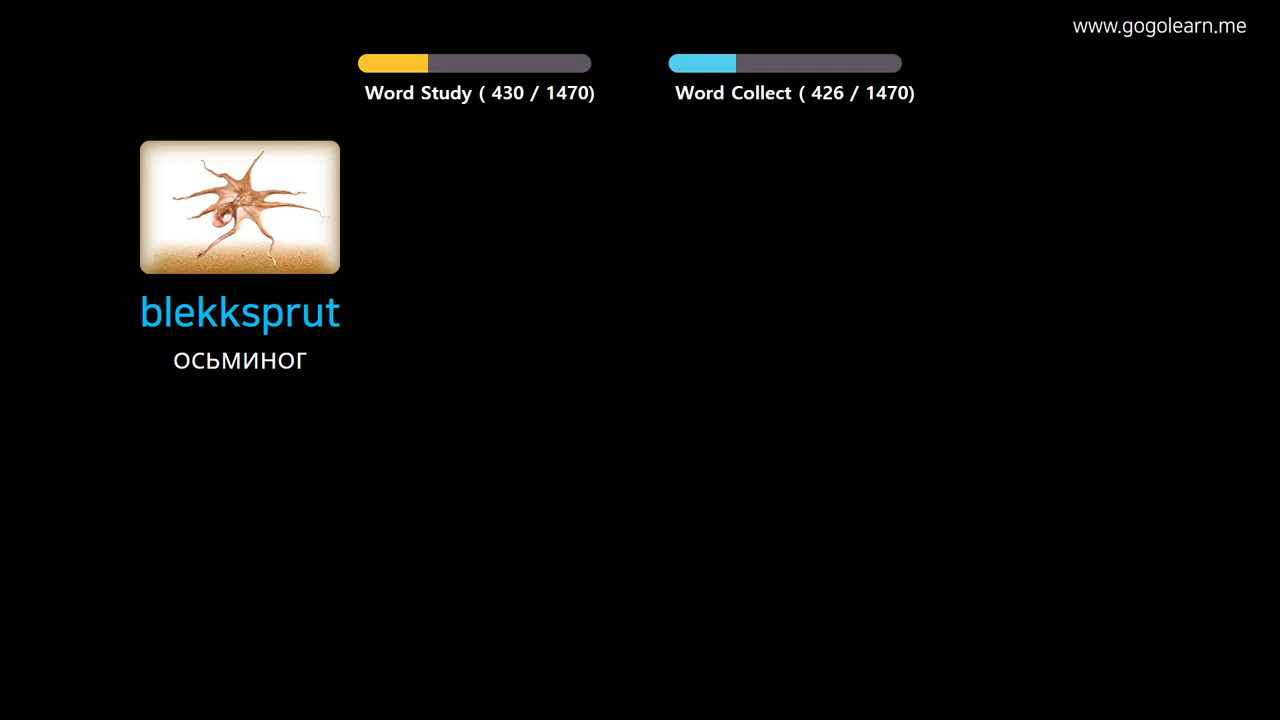 www.gogolearn.me
Word Study ( 430 / 1470)
Word Collect ( 426 / 1470)
blekksprut
осьминог